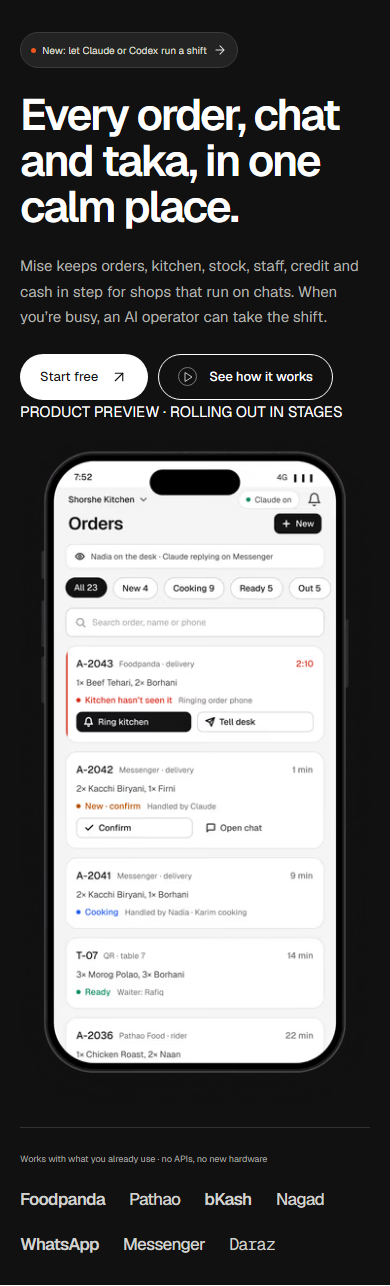 New: let Claude or Codex run a shift →
Every order, chat
and taka, in one
calm place.
Mise keeps orders, kitchen, stock, staff, credit and
cash in step for shops that run on chats. When
you're busy, an AI operator can take the shift.
Start free ↗ See how it works
PRODUCT PREVIEW · ROLLING OUT IN STAGES
7:52 4G
Shorshe Kitchen Claude on
Orders + New
Nadia on the desk · Claude replying on Messenger
All 23 New 4 Cooking 9 Ready 5 Out 5
Search order, name or phone
A-2043 Foodpanda · delivery 2:10
1× Beef Tehari, 2× Borhani
Kitchen hasn't seen it Ringing order phone
Ring kitchen Tell desk
A-2042 Messenger · delivery 1 min
2× Kacchi Biryani, 1× Firni
New · confirm Handled by Claude
Confirm Open chat
A-2041 Messenger · delivery 9 min
2× Kacchi Biryani, 1× Borhani
Cooking Handled by Nadia · Karim cooking
T-07 QR · table 7 14 min
3× Morog Polao, 3× Borhani
Ready Waiter: Rafiq
A-2036 Pathao Food · rider 22 min
1× Chicken Roast, 2× Naan
Works with what you already use · no APIs, no new hardware
Foodpanda Pathao bKash Nagad
WhatsApp Messenger Daraz